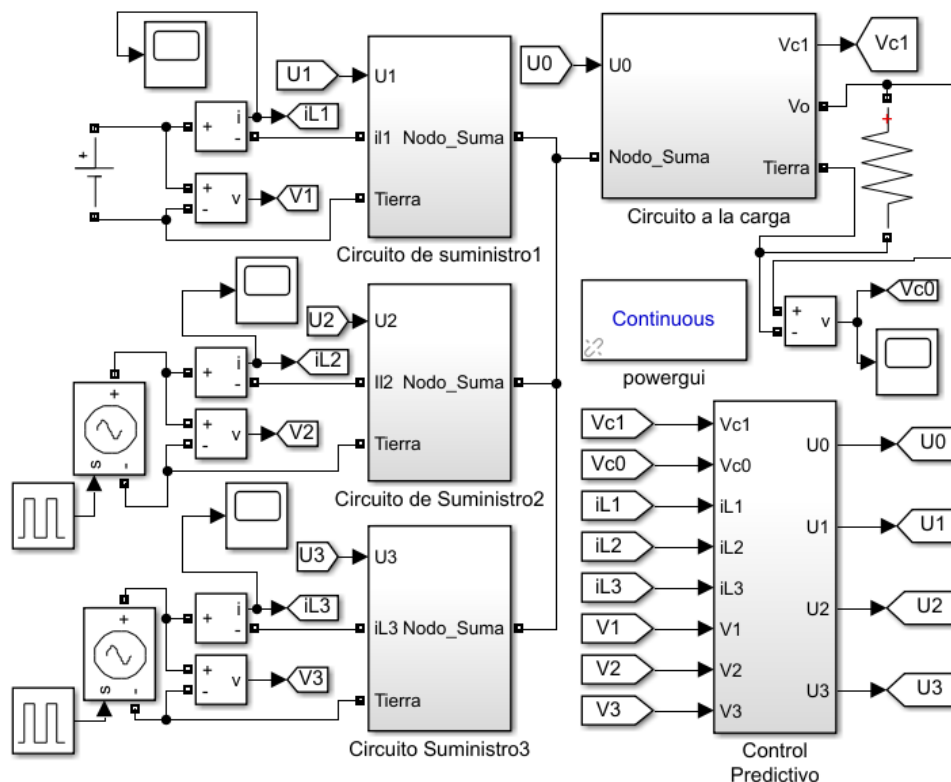 i
+
-
iL1
+
-
v
V1
+
U1
U1
il1
Nodo_Suma
Tierra
Circuito de suministro1
U0
U0
Vc1
Vc1
Vo
Nodo_Suma
Tierra
Circuito a la carga
+
+
-
v
Vc0
Continuous
powergui
U2
U2
i
+
-
iL2
ll2
Nodo_Suma
+
-
v
V2
Tierra
Circuito de Suministro2
+
s
-
U3
U3
i
+
-
iL3
iL3
Nodo_Suma
+
-
v
V3
Tierra
Circuito Suministro3
+
s
-
Vc1
Vc0
iL1
iL2
iL3
V1
V2
V3
Vc1
Vc0
iL1
iL2
iL3
V1
V2
V3
U0
U1
U2
U3
U0
U1
U2
U3
Control
Predictivo